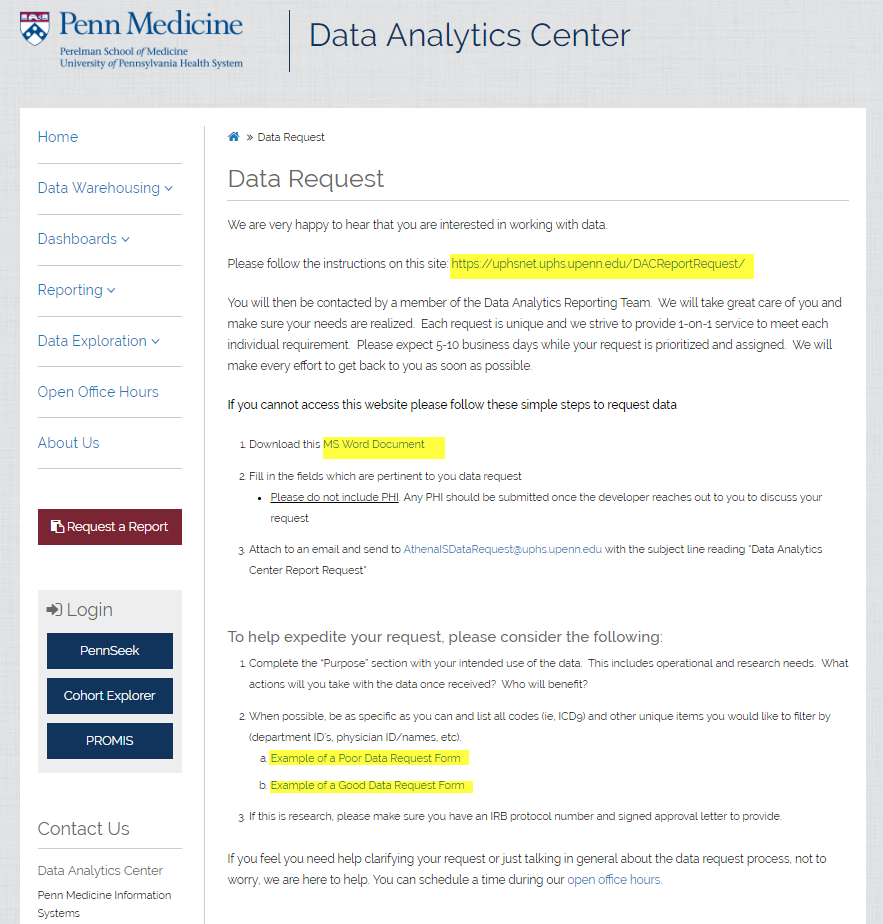 Penn Medicine
Perelman School of Medicine
University of Pennsylvania Health System
Data Analytics Center
Home
Data Warehousing
Dashboards
Reporting
Data Exploration
Open Office Hours
About Us
Request a Report
Login
PennSeek
Cohort Explorer
PROMIS
Contact Us
Data Analytics Center
Penn Medicine Information
Systems
» Data Request
Data Request
We are very happy to hear that you are interested in working with data.
Please follow the instructions on this site: https://uphsnet.uphs.upenn.edu/DACReportRequest/
You will then be contacted by a member of the Data Analytics Reporting Team. We will take great care of you and
make sure your needs are realized. Each request is unique and we strive to provide 1-on-1 service to meet each
individual requirement. Please expect 5-10 business days while your request is prioritized and assigned. We will
make every effort to get back to you as soon as possible.
If you cannot access this website please follow these simple steps to request data
1. Download this MS Word Document
2. Fill in the fields which are pertinent to you data request
• Please do not include PHI. Any PHI should be submitted once the developer reaches out to you to discuss your
request
3. Attach to an email and send to AthenaISDataRequest@uphs.upenn.edu with the subject line reading "Data Analytics
Center Report Request"
To help expedite your request, please consider the following:
1. Complete the "Purpose" section with your intended use of the data. This includes operational and research needs. What
actions will you take with the data once received? Who will benefit?
2. When possible, be as specific as you can and list all codes (ie, ICD9) and other unique items you would like to filter by
(department ID's, physician ID/names, etc).
a. Example of a Poor Data Request Form
b. Example of a Good Data Request Form
3. If this is research, please make sure you have an IRB protocol number and signed approval letter to provide.
If you feel you need help clarifying your request or just talking in general about the data request process, not to
worry, we are here to help. You can schedule a time during our open office hours.